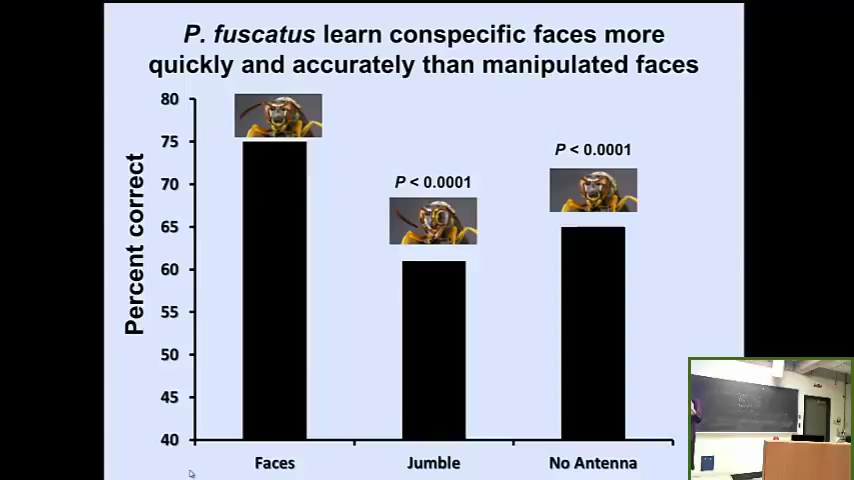 P. fuscatus learn conspecific faces more
quickly and accurately than manipulated faces
Percent correct
80
75
70
65
60
55
50
45
40
P < 0.0001
P < 0.0001
Faces
Jumble
No Antenna